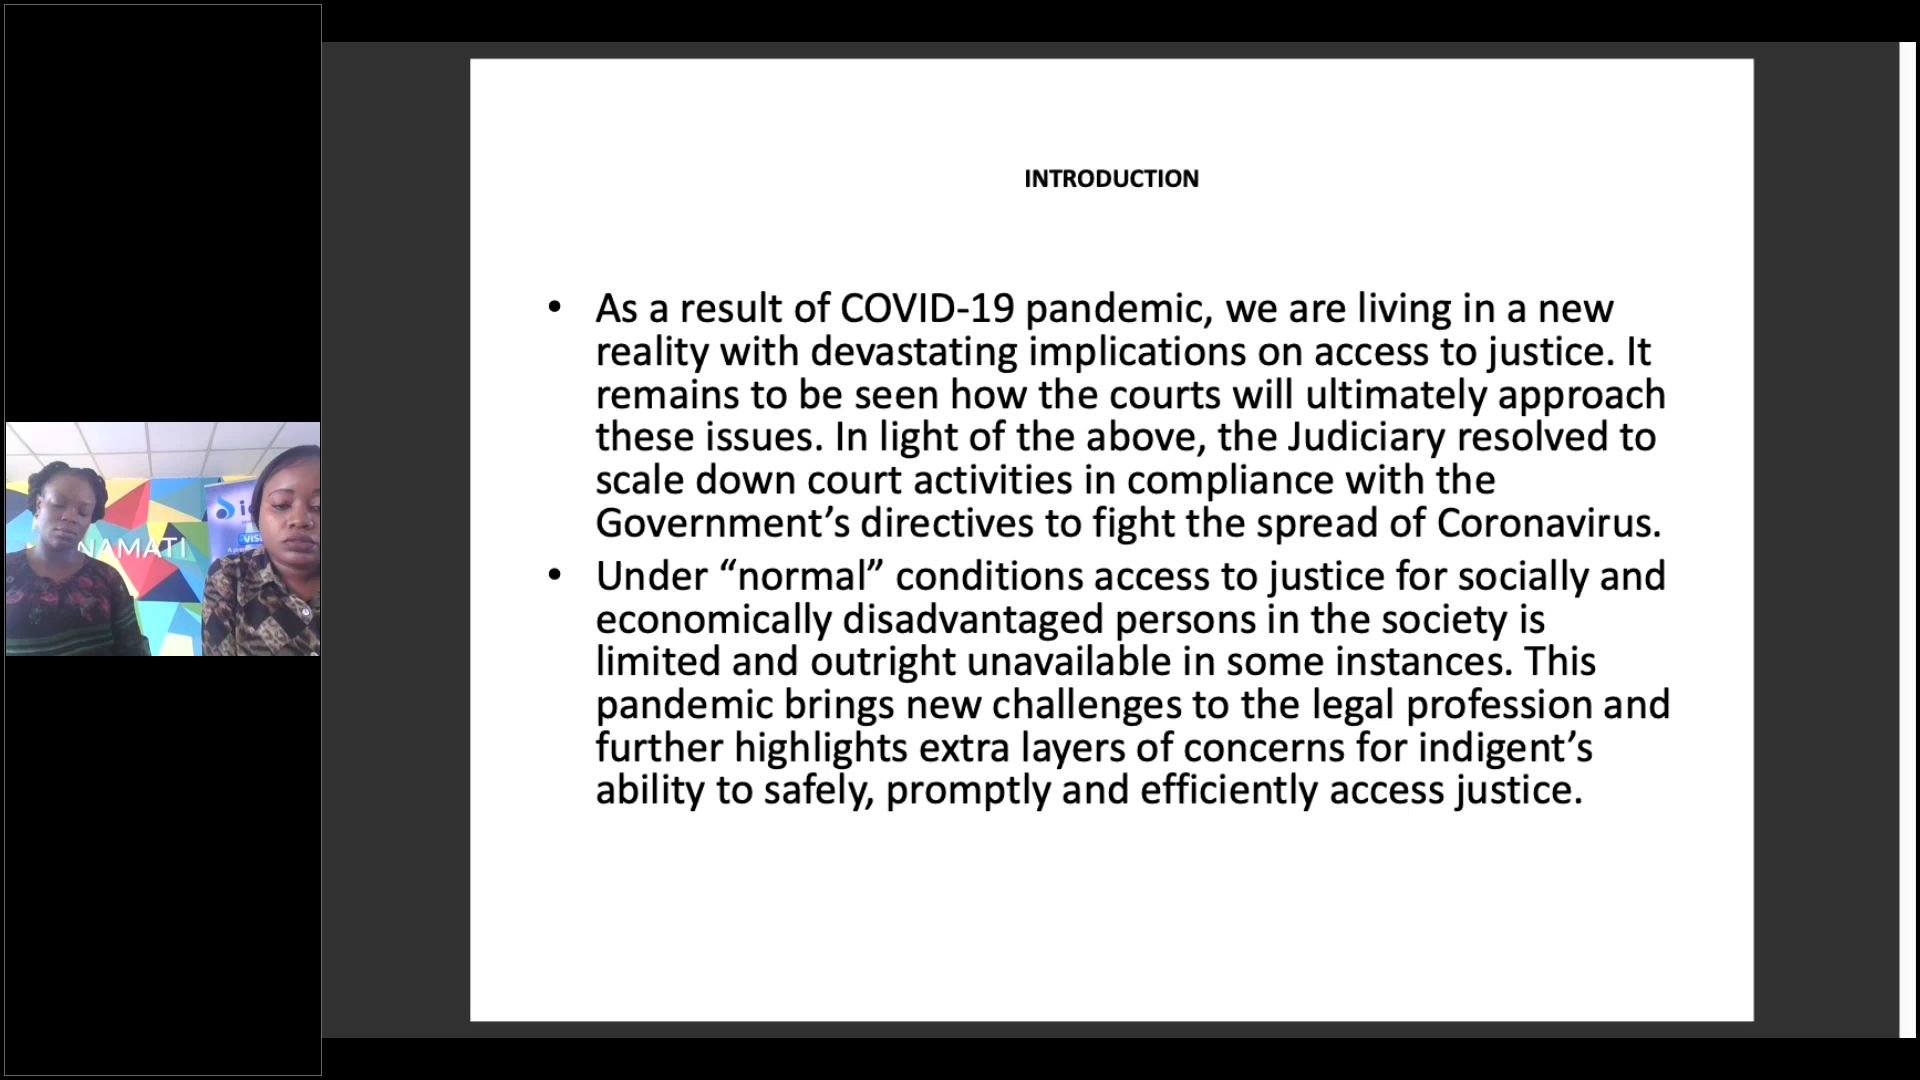 INTRODUCTION
• As a result of COVID-19 pandemic, we are living in a new
reality with devastating implications on access to justice. It
remains to be seen how the courts will ultimately approach
these issues. In light of the above, the Judiciary resolved to
scale down court activities in compliance with the
Government’s directives to fight the spread of Coronavirus.
• Under “normal” conditions access to justice for socially and
economically disadvantaged persons in the society is
limited and outright unavailable in some instances. This
pandemic brings new challenges to the legal profession and
further highlights extra layers of concerns for indigent’s
ability to safely, promptly and efficiently access justice.
NAMATI